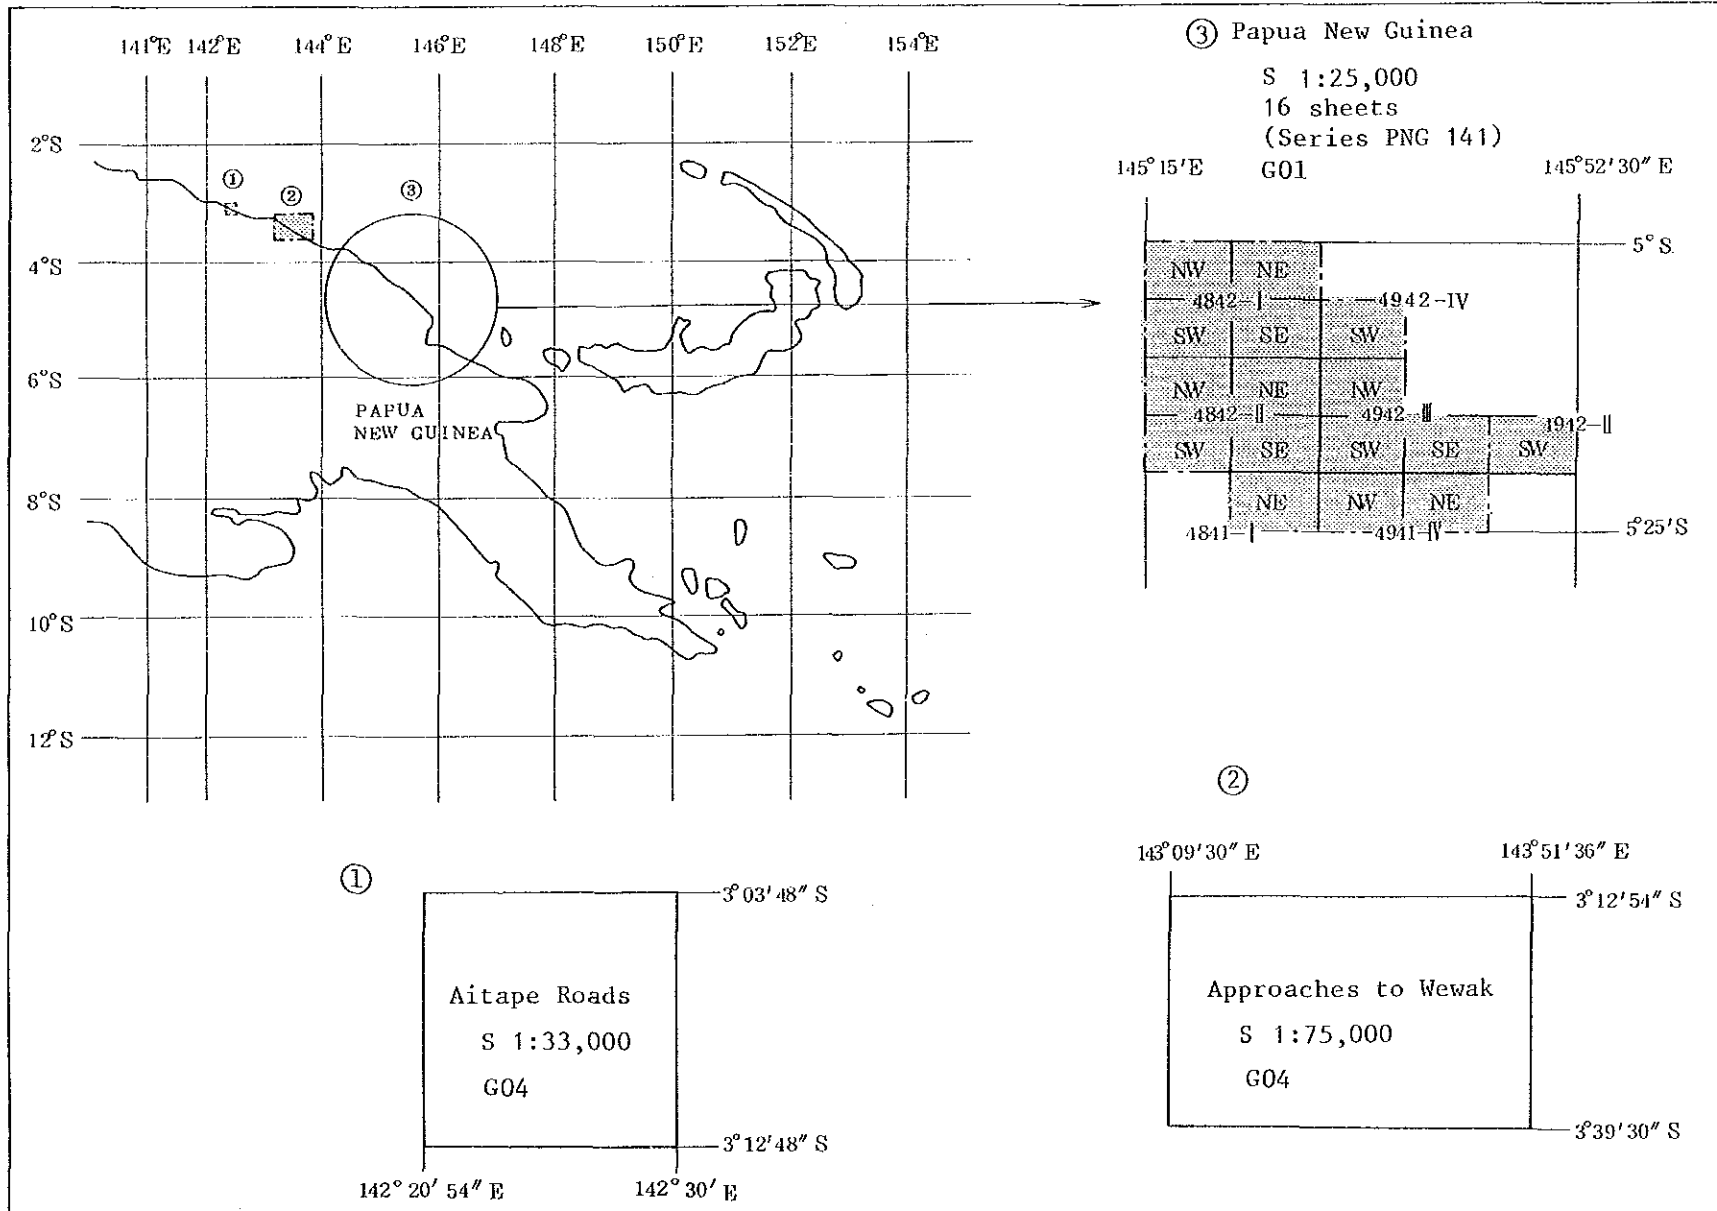 141°E 142°E 144°E 146°E 148°E 150°E 152°E 154°E
2°S
4°S
6°S
8°S
10°S
12°S
①
②
③
PAPUA
NEW GUINEA
③ Papua New Guinea
S 1:25,000
16 sheets
(Series PNG 141)
G01
145°15'E 145°52'30" E
5°S
NW NE
4842-I 4942-IV
SW SE SW
NW NE NW
4842-II 4942-III 4942-II
SW SE SW SE SW
NE NW NE
4841-I 4941-IV 5°25'S
①
3°03'48" S
Aitape Roads
S 1:33,000
G04
3°12'48" S
142°20'54" E 142°30' E
②
143°09'30" E 143°51'36" E
3°12'54" S
Approaches to Wewak
S 1:75,000
G04
3°39'30" S